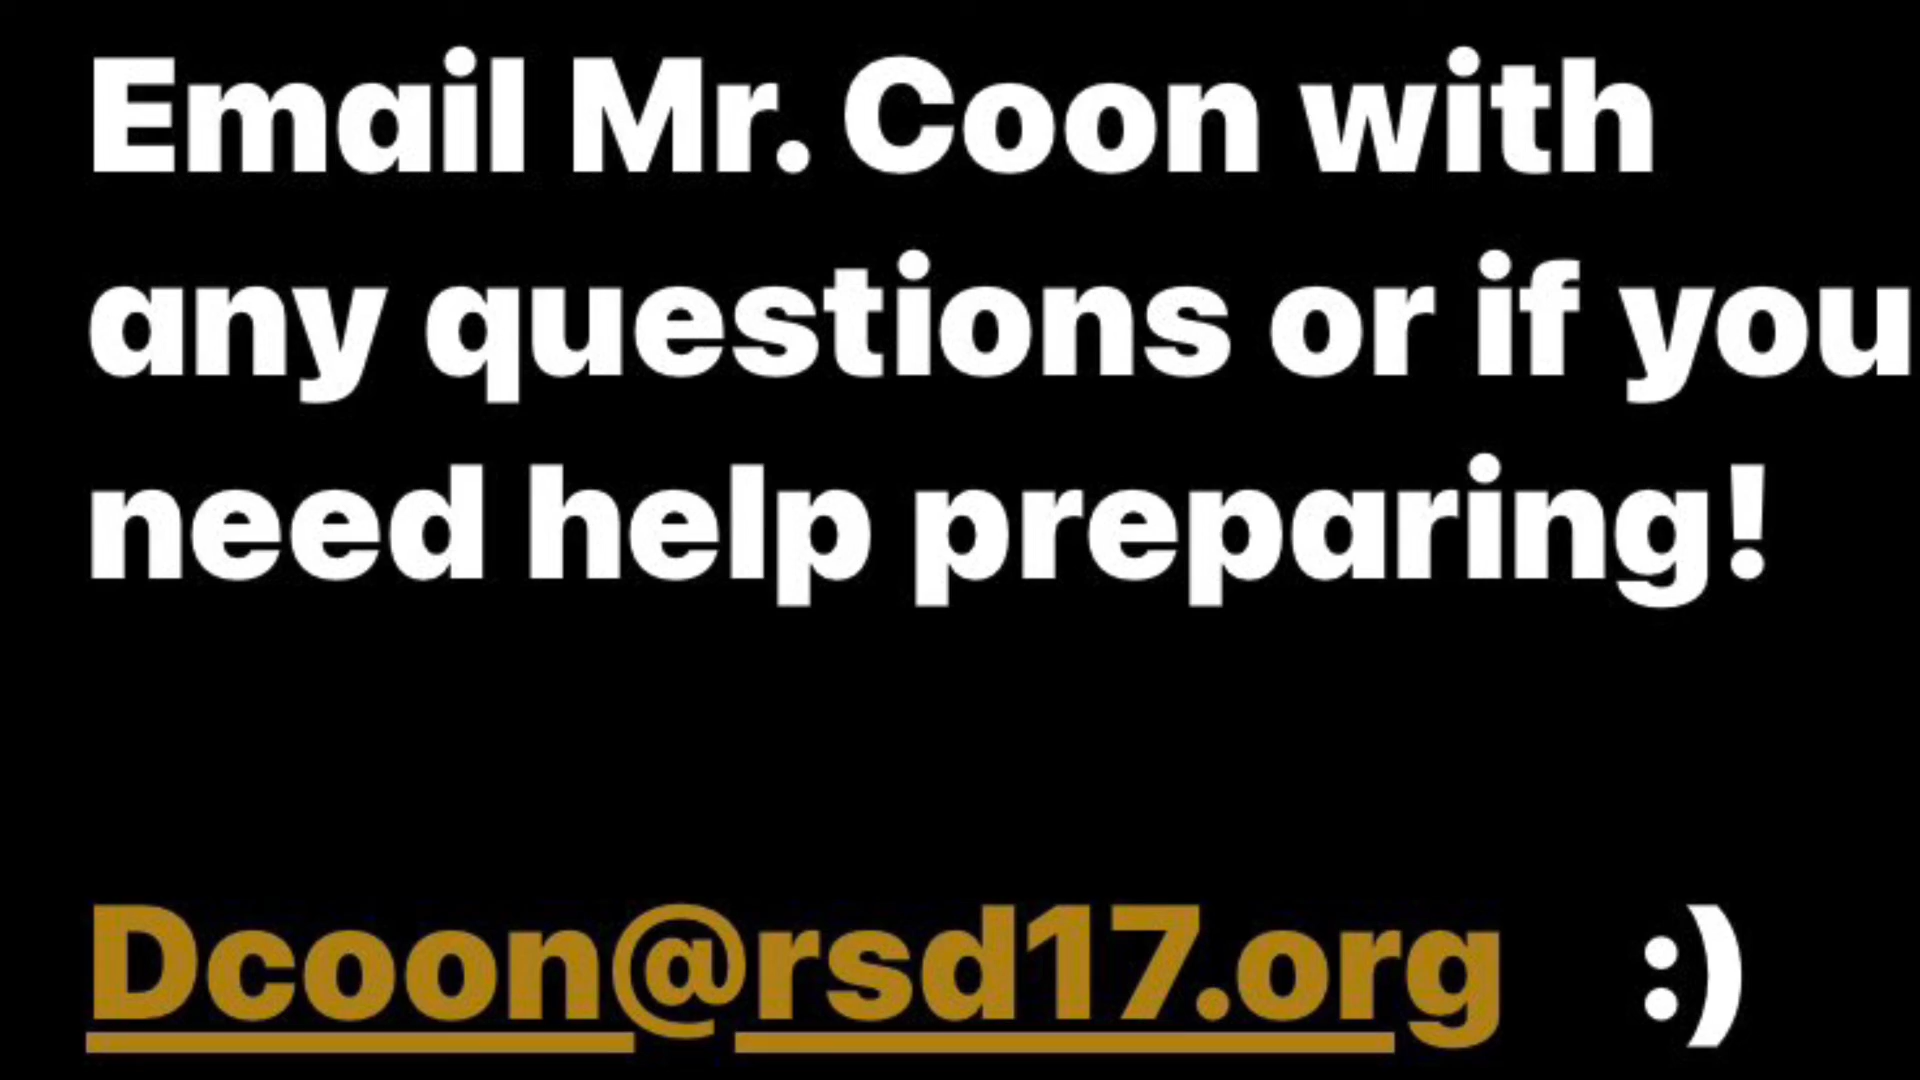 Email Mr. Coon with
any questions or if you
need help preparing!
Dcoon@rsd17.org :)